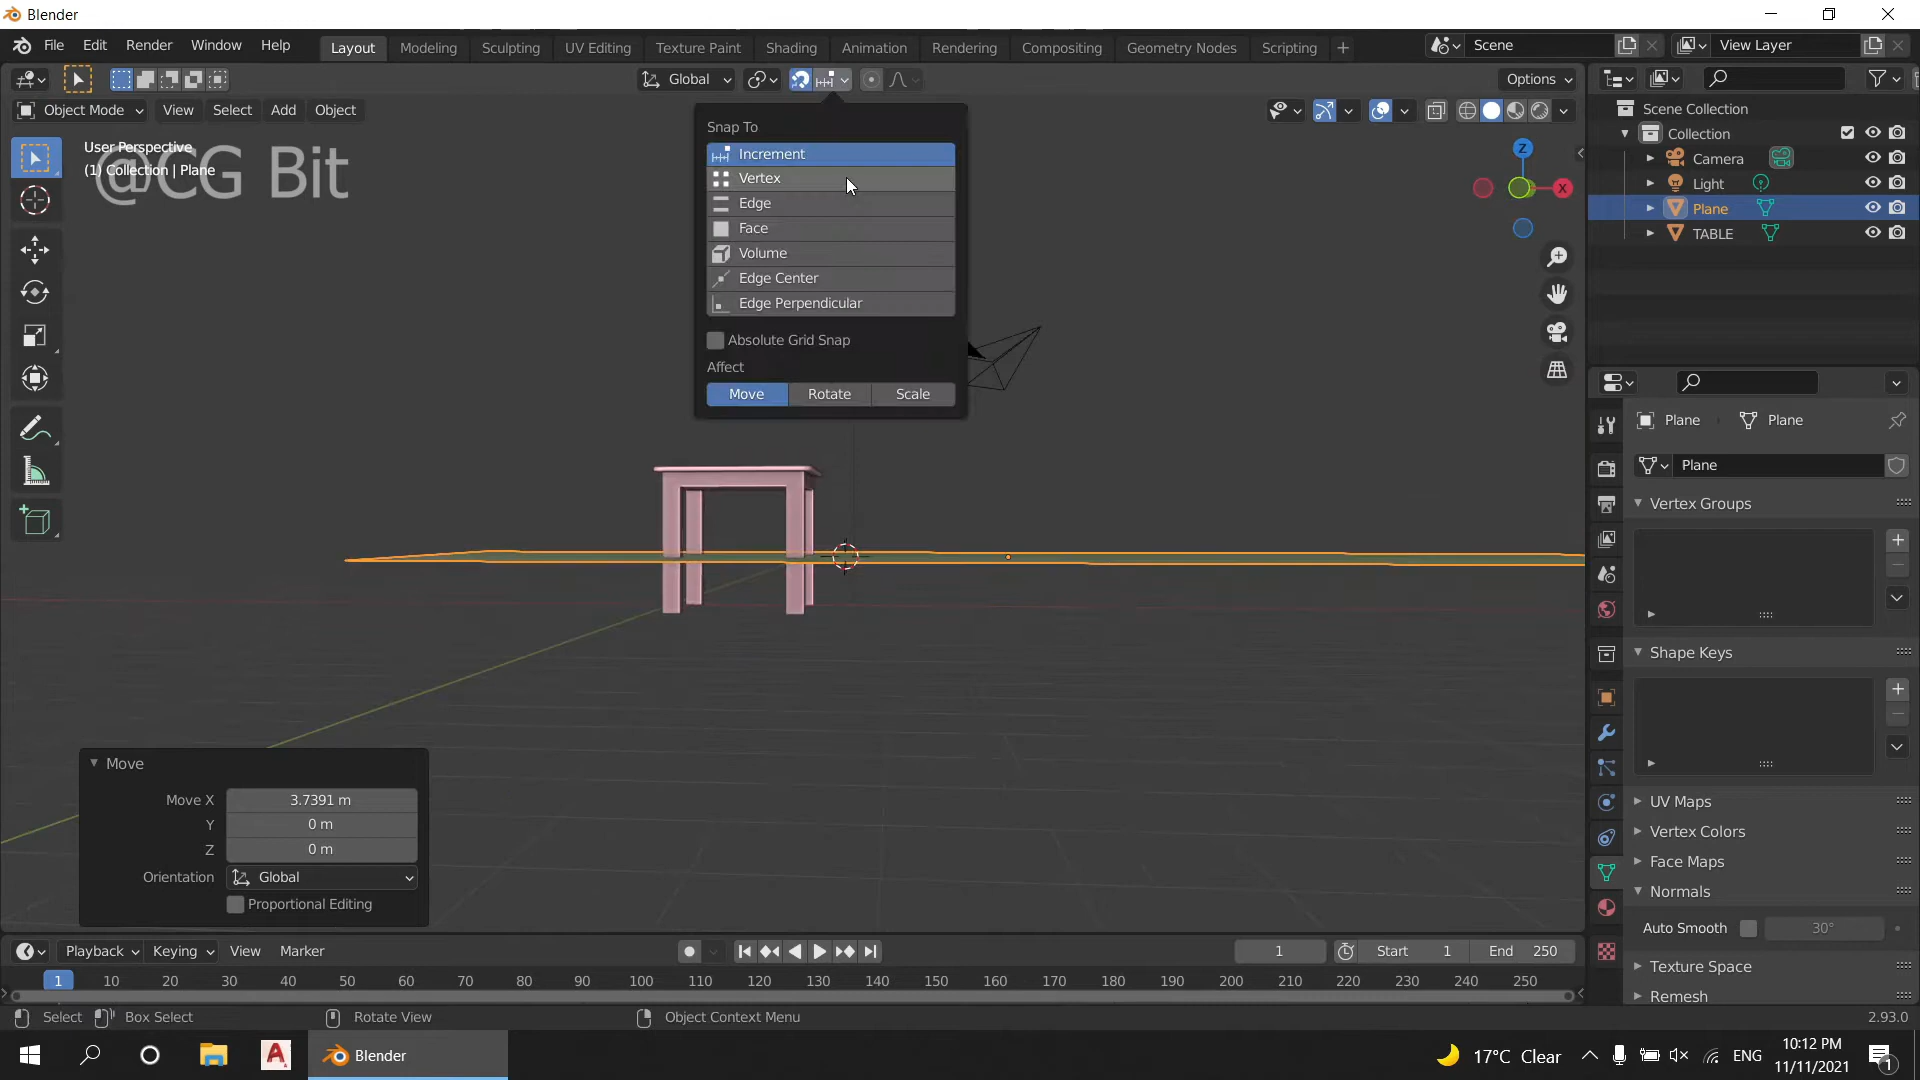 Blender
File Edit Render Window Help
Layout Modeling Sculpting UV Editing Texture Paint Shading Animation Rendering Compositing Geometry Nodes Scripting +
Scene
View Layer
Global
Options
Object Mode View Select Add Object
User Perspective
(1) Collection | Plane
@CG Bit
Snap To
Increment
Vertex
Edge
Face
Volume
Edge Center
Edge Perpendicular
Absolute Grid Snap
Affect
Move Rotate Scale
Z
X
Scene Collection
Collection
Camera
Light
Plane
TABLE
Plane Plane
Plane
Vertex Groups
Shape Keys
UV Maps
Vertex Colors
Face Maps
Normals
Auto Smooth 30°
Texture Space
Remesh
Move
Move X 3.7391 m
Y 0 m
Z 0 m
Orientation Global
Proportional Editing
Playback Keying View Marker
1 Start 1 End 250
1 10 20 30 40 50 60 70 80 90 100 110 120 130 140 150 160 170 180 190 200 210 220 230 240 250
Select Box Select Rotate View Object Context Menu 2.93.0
Blender
17°C Clear
ENG
10:12 PM
11/11/2021
1